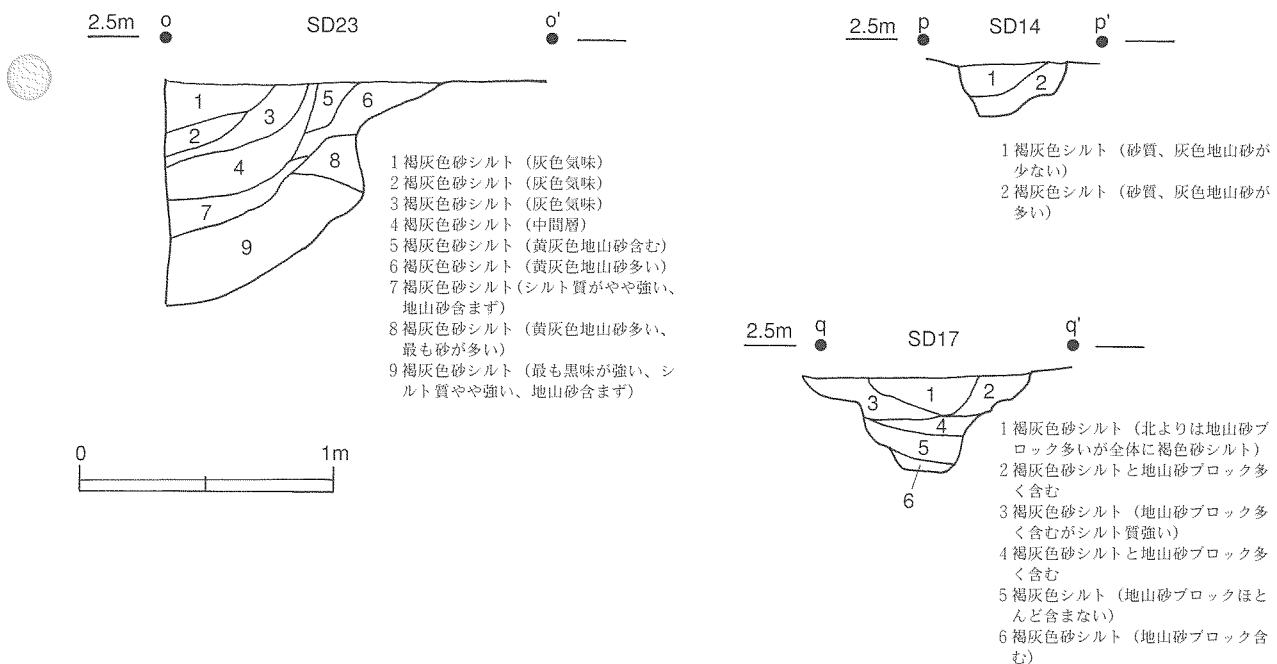 o
o'
2.5m
SD23
1
2
3
4
5
6
7
8
9
1 褐灰色砂シルト（灰色気味）
2 褐灰色砂シルト（灰色気味）
3 褐灰色砂シルト（灰色気味）
4 褐灰色砂シルト（中間層）
5 褐灰色砂シルト（黄灰色地山砂含む）
6 褐灰色砂シルト（黄灰色地山砂多い）
7 褐灰色砂シルト（シルト質がやや強い、
地山砂含まず）
8 褐灰色砂シルト（黄灰色地山砂多い、
最も砂が多い）
9 褐灰色砂シルト（最も黒味が強い、シ
ルト質やや強い、地山砂含まず）
0
1m
p
p'
2.5m
SD14
1
2
1 褐灰色シルト（砂質、灰色地山砂が
少ない）
2 褐灰色シルト（砂質、灰色地山砂が
多い）
q
q'
2.5m
SD17
1
2
3
4
5
6
1 褐灰色砂シルト（北よりは地山砂ブ
ロック多いが全体に褐色砂シルト）
2 褐灰色砂シルトと地山砂ブロック多
く含む
3 褐灰色砂シルト（地山砂ブロック多
く含むがシルト質強い）
4 褐灰色砂シルトと地山砂ブロック多
く含む
5 褐灰色シルト（地山砂ブロックほと
んど含まない）
6 褐灰色砂シルト（地山砂ブロック含
む）